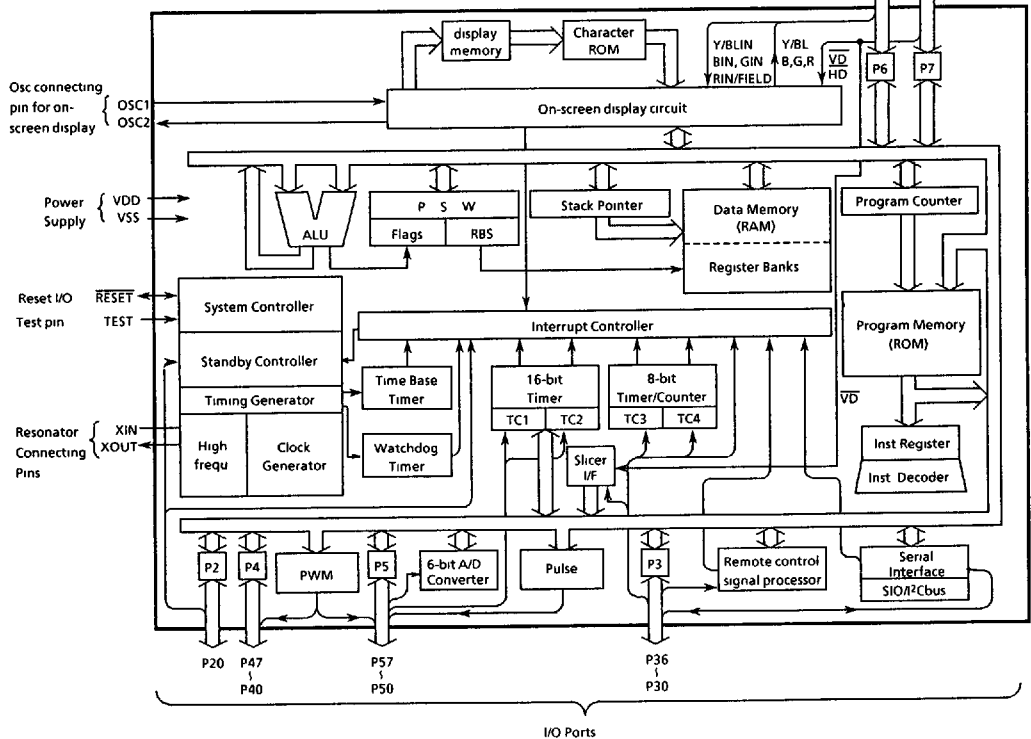 display
memory
Character
ROM
Y/BLIN
BIN, GIN
RIN/FIELD
Y/BL
B,G,R
VD
HD
P6
P7
Osc connecting
pin for on-
screen display
OSC1
OSC2
On-screen display circuit
Power
Supply
VDD
VSS
ALU
P S W
Flags
RBS
Stack Pointer
Data Memory
(RAM)
Register Banks
Program Counter
Reset I/O
RESET
Test pin
TEST
System Controller
Standby Controller
Timing Generator
High
frequ
Clock
Generator
Interrupt Controller
Program Memory
(ROM)
Time Base
Timer
16-bit
Timer
TC1
TC2
8-bit
Timer/Counter
TC3
TC4
VD
Resonator
Connecting
Pins
XIN
XOUT
Watchdog
Timer
Slicer
I/F
Inst Register
Inst Decoder
P2
P4
PWM
P5
6-bit A/D
Converter
Pulse
P3
Remote control
signal processor
Serial
Interface
SIO/I²Cbus
P20
P47
~
P40
P57
~
P50
P36
~
P30
I/O Ports